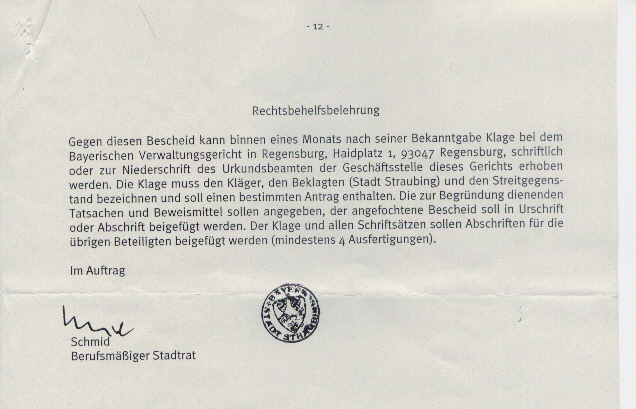 - 12 -
Rechtsbehelfsbelehrung
Gegen diesen Bescheid kann binnen eines Monats nach seiner Bekanntgabe Klage bei dem
Bayerischen Verwaltungsgericht in Regensburg, Haidplatz 1, 93047 Regensburg, schriftlich
oder zur Niederschrift des Urkundsbeamten der Geschäftsstelle dieses Gerichts erhoben
werden. Die Klage muss den Kläger, den Beklagten (Stadt Straubing) und den Streitgegens-
tand bezeichnen und soll einen bestimmten Antrag enthalten. Die zur Begründung dienenden
Tatsachen und Beweismittel sollen angegeben, der angefochtene Bescheid soll in Urschrift
oder Abschrift beigefügt werden. Der Klage und allen Schriftsätzen sollen Abschriften für die
übrigen Beteiligten beigefügt werden (mindestens 4 Ausfertigungen).
Im Auftrag
BAYERN
STADT STRAUBING
Schmid
Berufsmäßiger Stadtrat